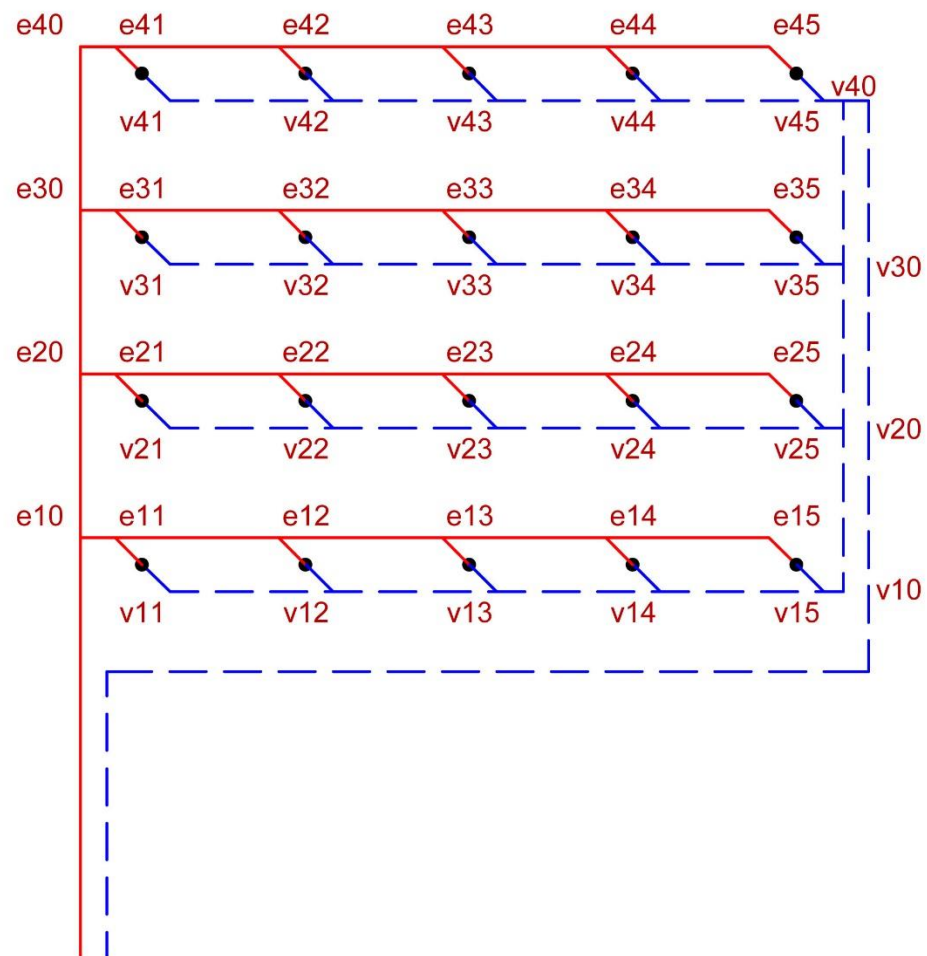 e40 e41 e42 e43 e44 e45
v40
v41 v42 v43 v44 v45
e30 e31 e32 e33 e34 e35
v30
v31 v32 v33 v34 v35
e20 e21 e22 e23 e24 e25
v20
v21 v22 v23 v24 v25
e10 e11 e12 e13 e14 e15
v10
v11 v12 v13 v14 v15